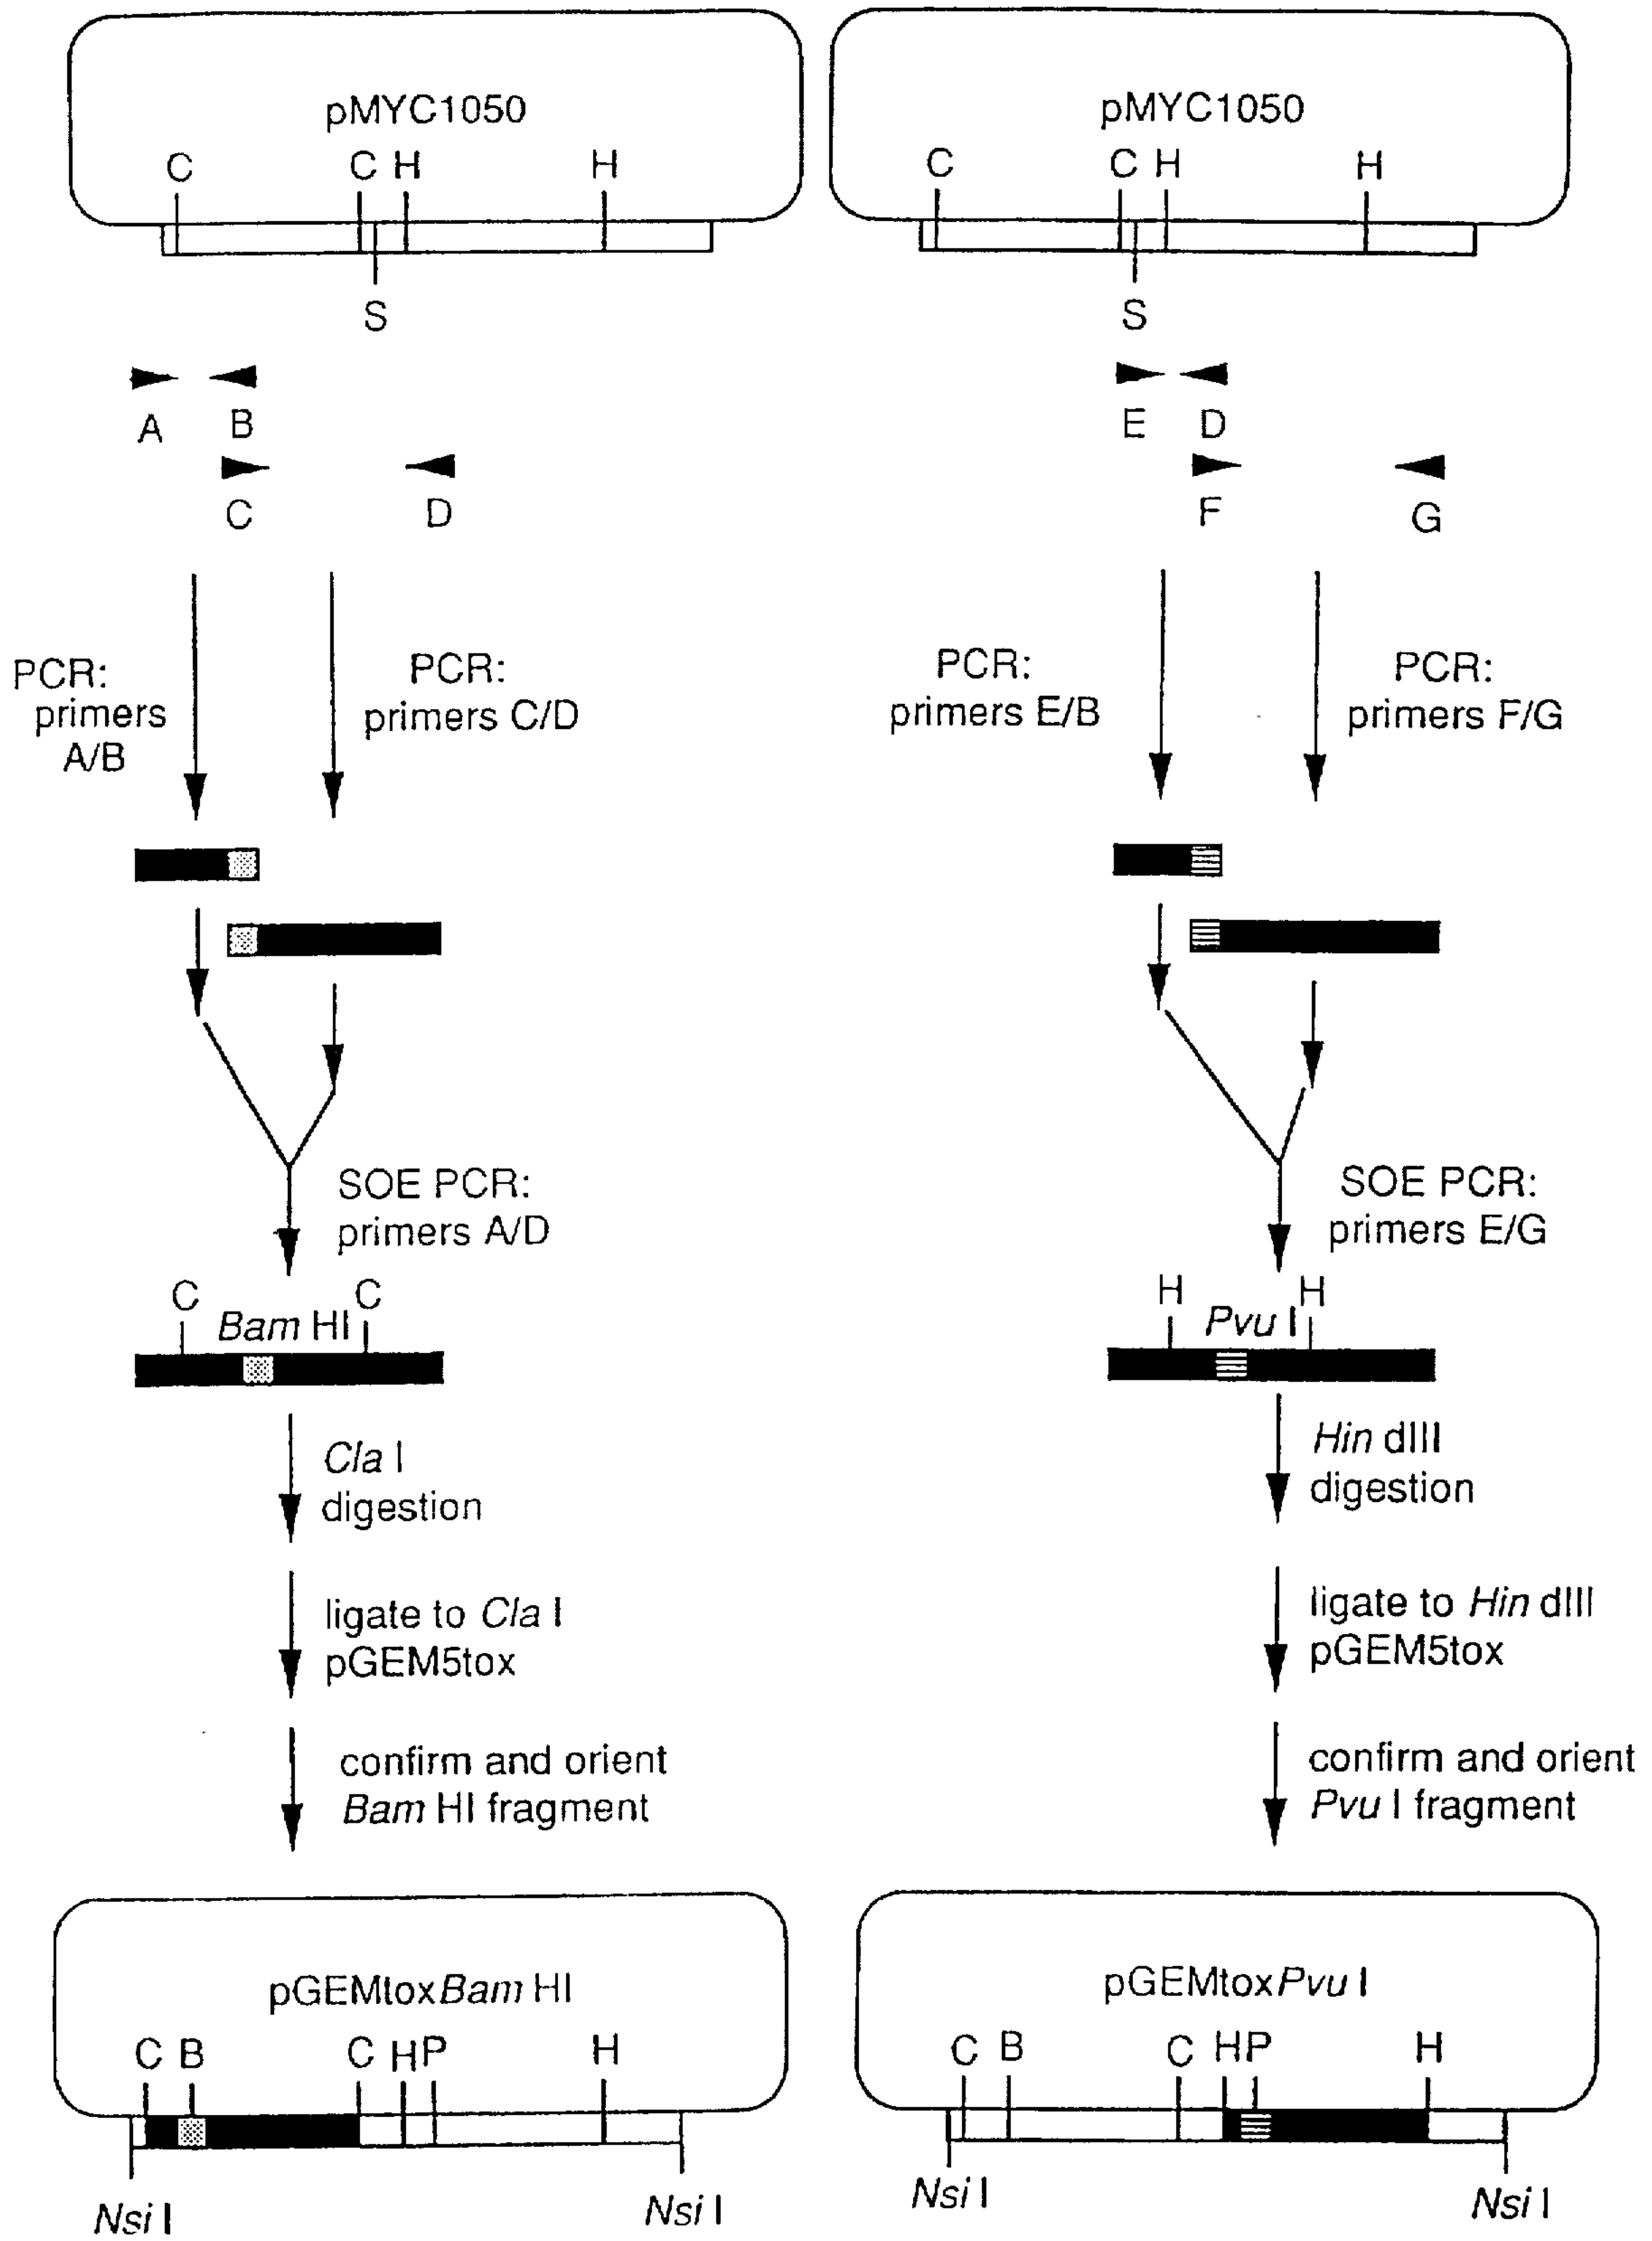 pMYC1050
C C H H
S
A B
C D
PCR:
primers
A/B
PCR:
primers C/D
SOE PCR:
primers A/D
C C
Bam HI
Cla I
digestion
ligate to Cla I
pGEM5tox
confirm and orient
Bam HI fragment
pGEMtoxBam HI
C B C H P H
Nsi I Nsi I
pMYC1050
C C H H
S
E D
F G
PCR:
primers E/B
PCR:
primers F/G
SOE PCR:
primers E/G
H H
Pvu I
Hin dIII
digestion
ligate to Hin dIII
pGEM5tox
confirm and orient
Pvu I fragment
pGEMtoxPvu I
C B C H P H
Nsi I Nsi I